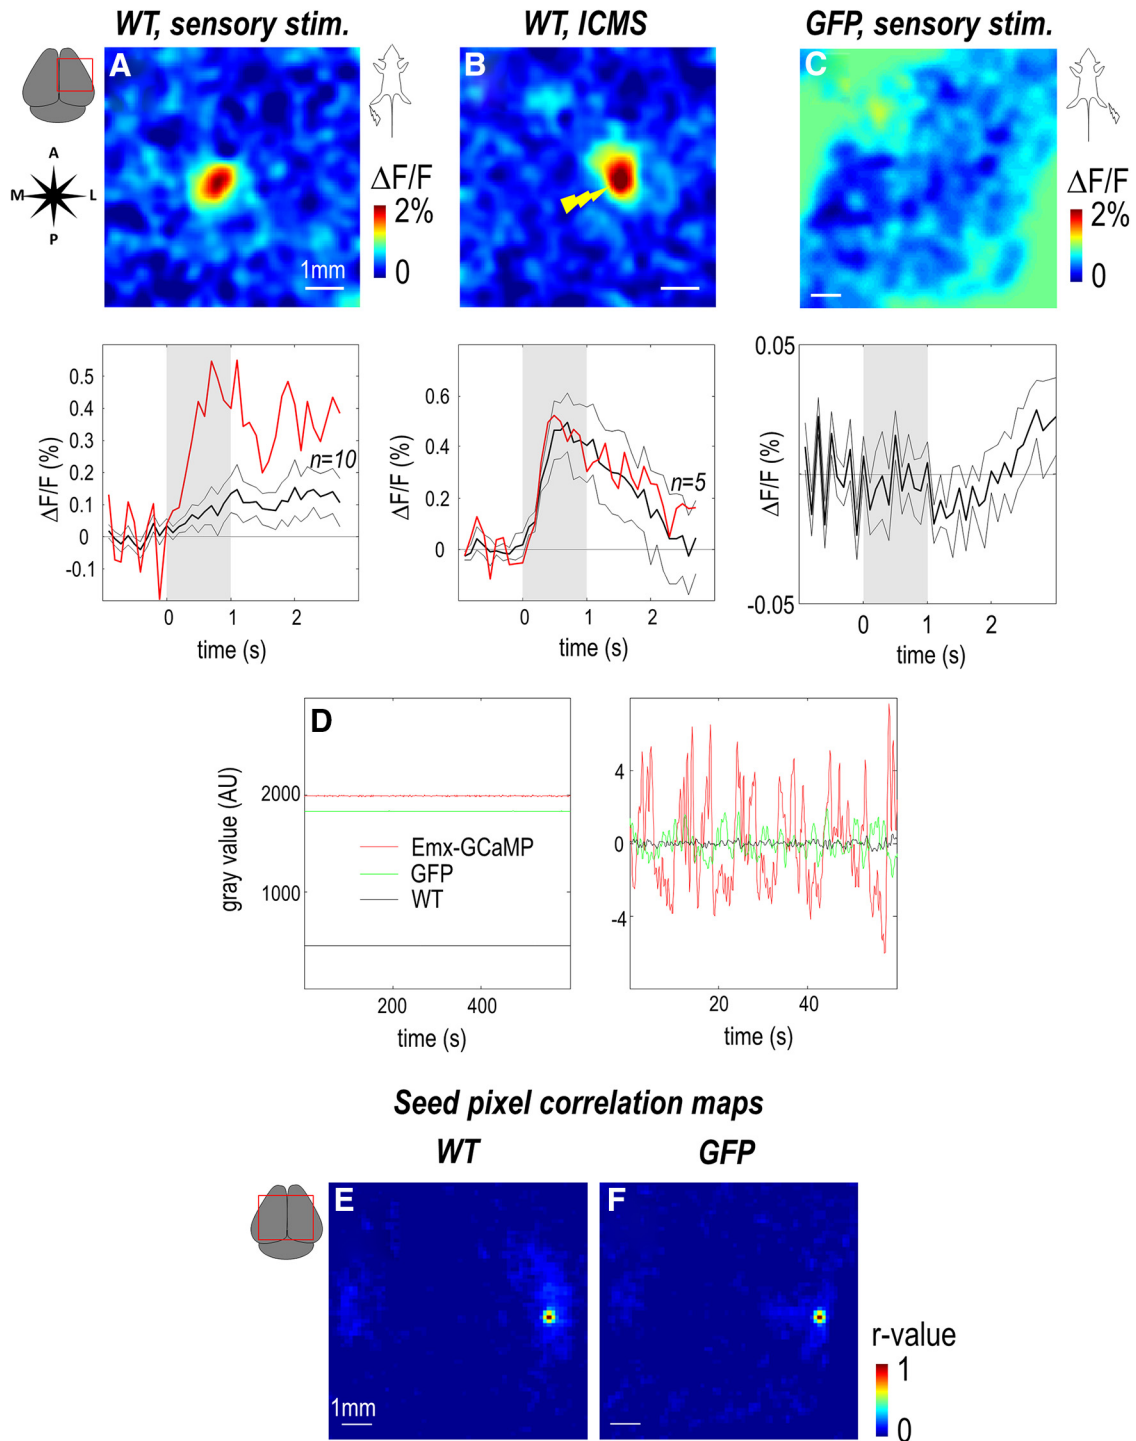 WT, sensory stim.
WT, ICMS
GFP, sensory stim.
A
B
C
A
M
L
P
ΔF/F
2%
0
1mm
ΔF/F
2%
0
ΔF/F (%)
0.5
0.4
0.3
0.2
0.1
0
-0.1
n=10
0
1
2
time (s)
ΔF/F (%)
0.6
0.4
0.2
0
n=5
0
1
2
time (s)
ΔF/F (%)
0.05
-0.05
0
1
2
time (s)
D
gray value (AU)
2000
1000
Emx-GCaMP
GFP
WT
200
400
time (s)
4
0
-4
20
40
time (s)
Seed pixel correlation maps
WT
GFP
E
F
1mm
r-value
1
0